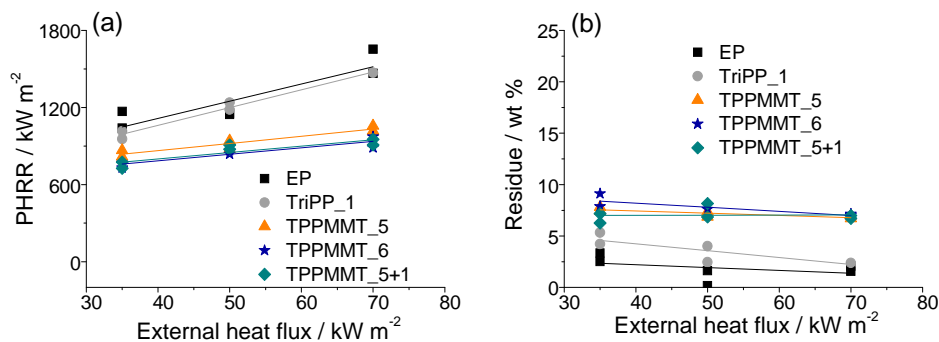 (a)
1800
1200
600
0
PHRR / kW m⁻²
EP
TriPP_1
TPPMMT_5
TPPMMT_6
TPPMMT_5+1
30 40 50 60 70 80
External heat flux / kW m⁻²
(b)
25
20
15
10
5
0
Residue / wt %
EP
TriPP_1
TPPMMT_5
TPPMMT_6
TPPMMT_5+1
30 40 50 60 70 80
External heat flux / kW m⁻²